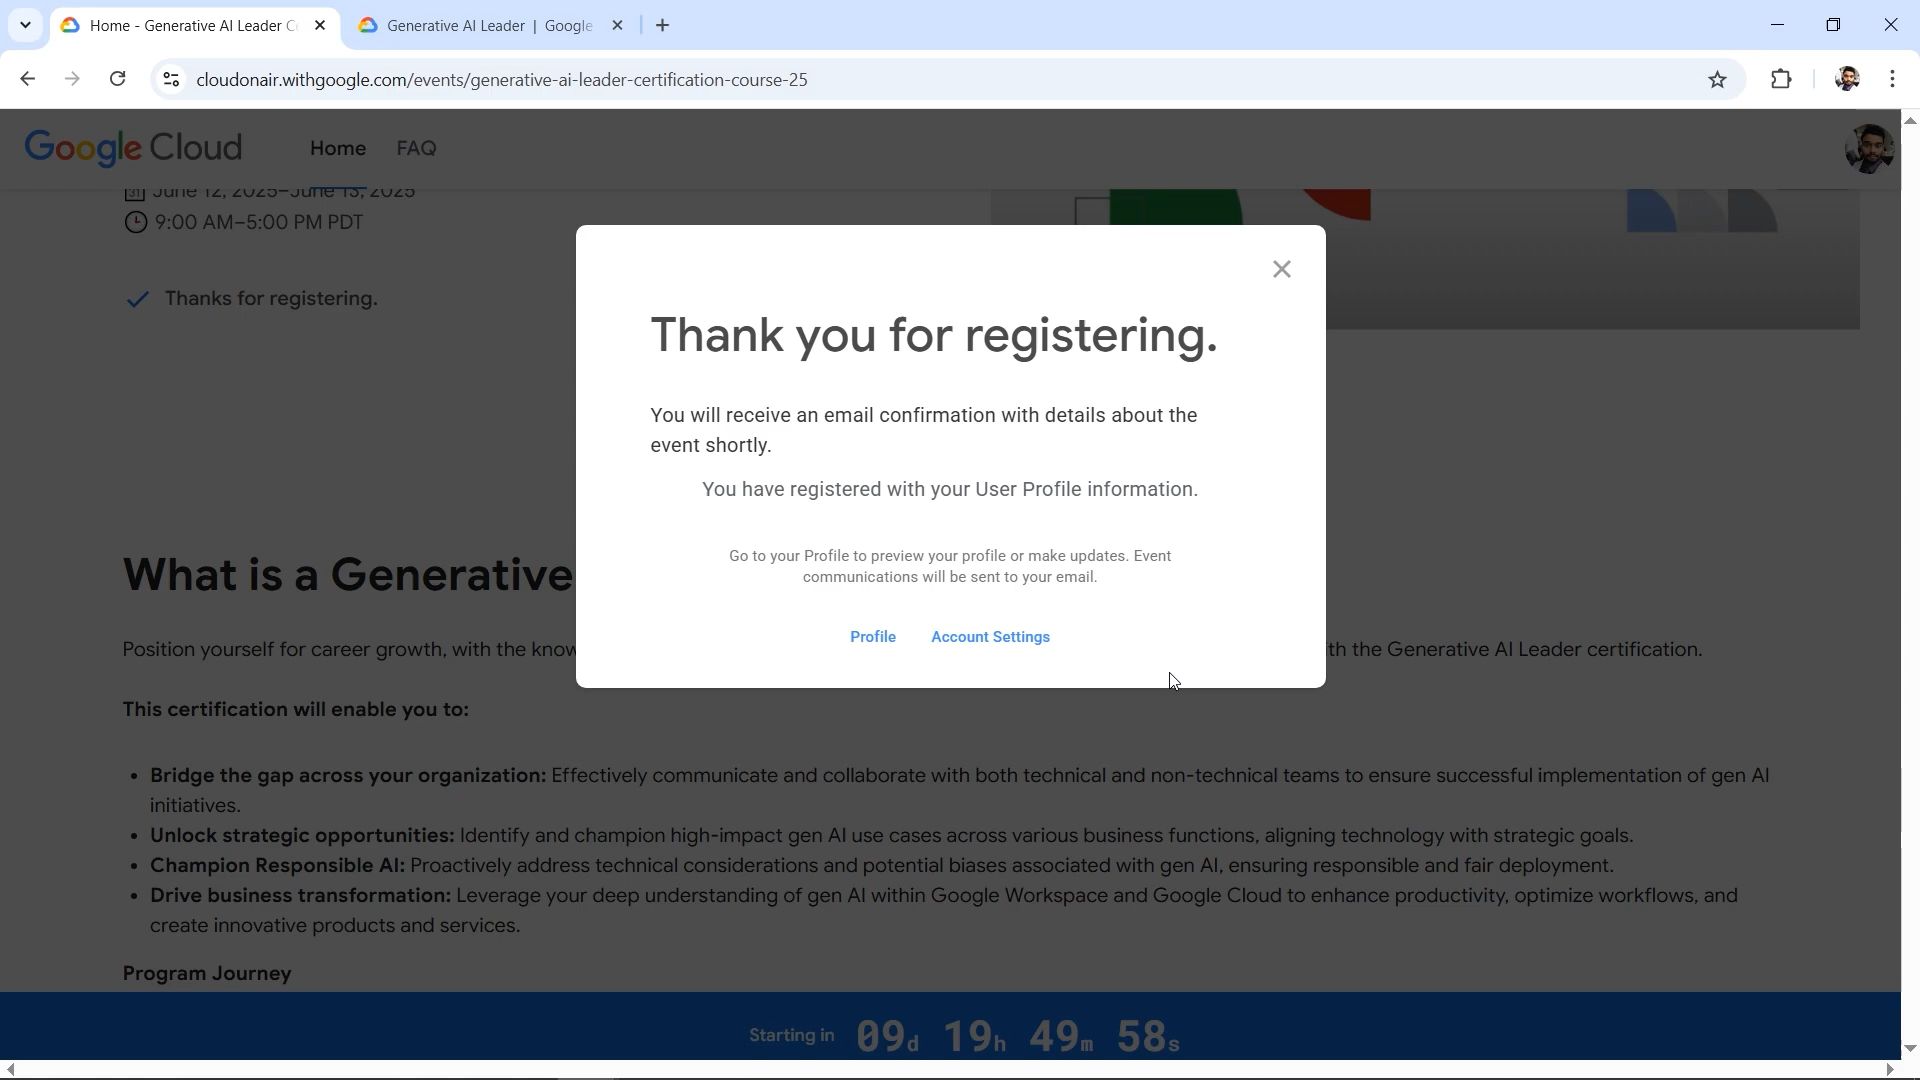 Home - Generative AI Leader C
Generative AI Leader | Google
cloudonair.withgoogle.com/events/generative-ai-leader-certification-course-25
Google Cloud
Home
FAQ
31
June 12, 2025–June 13, 2025
9:00 AM–5:00 PM PDT
Thanks for registering.
Thank you for registering.
You will receive an email confirmation with details about the
event shortly.
You have registered with your User Profile information.
Go to your Profile to preview your profile or make updates. Event
communications will be sent to your email.
Profile
Account Settings
What is a Generative
Position yourself for career growth, with the know
th the Generative AI Leader certification.
This certification will enable you to:
• Bridge the gap across your organization: Effectively communicate and collaborate with both technical and non-technical teams to ensure successful implementation of gen AI
initiatives.
• Unlock strategic opportunities: Identify and champion high-impact gen AI use cases across various business functions, aligning technology with strategic goals.
• Champion Responsible AI: Proactively address technical considerations and potential biases associated with gen AI, ensuring responsible and fair deployment.
• Drive business transformation: Leverage your deep understanding of gen AI within Google Workspace and Google Cloud to enhance productivity, optimize workflows, and
create innovative products and services.
Program Journey
Starting in 09d 19h 49m 58s